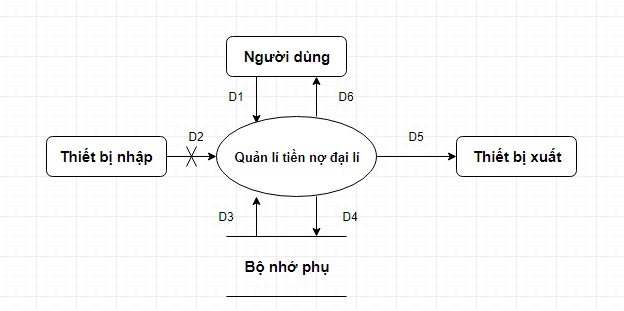 Người dùng
D1
D6
D2
D5
Thiết bị nhập
Quản lí tiền nợ đại lí
Thiết bị xuất
D3
D4
Bộ nhớ phụ